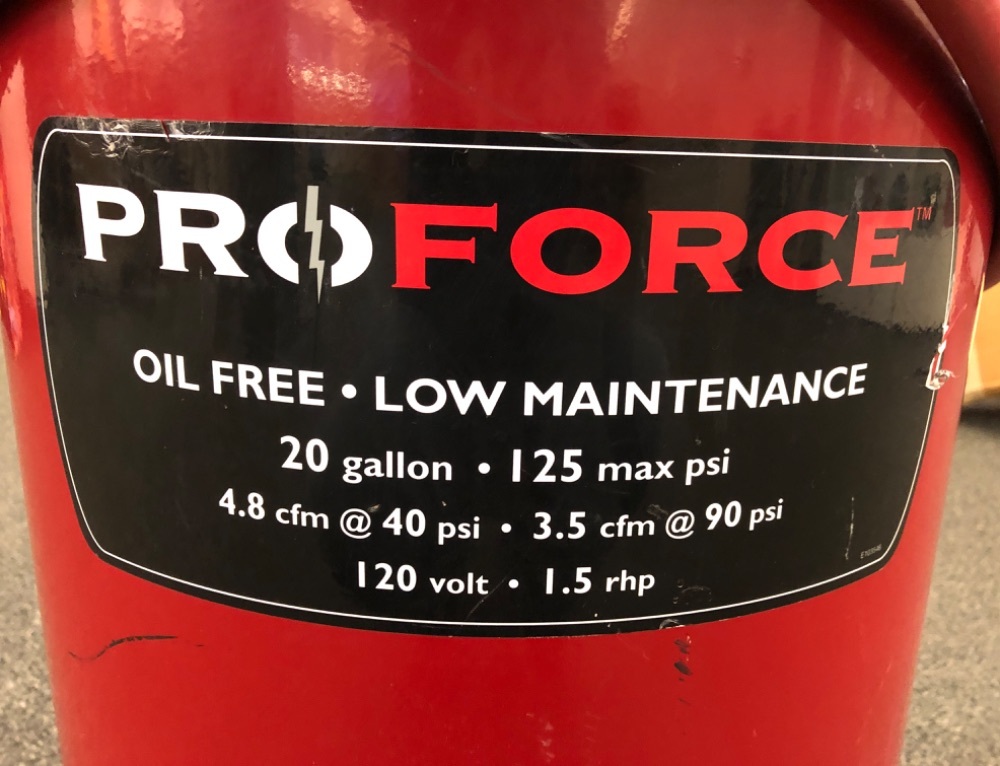 PROFORCE™
OIL FREE • LOW MAINTENANCE
20 gallon • 125 max psi
4.8 cfm @ 40 psi • 3.5 cfm @ 90 psi
120 volt • 1.5 rhp